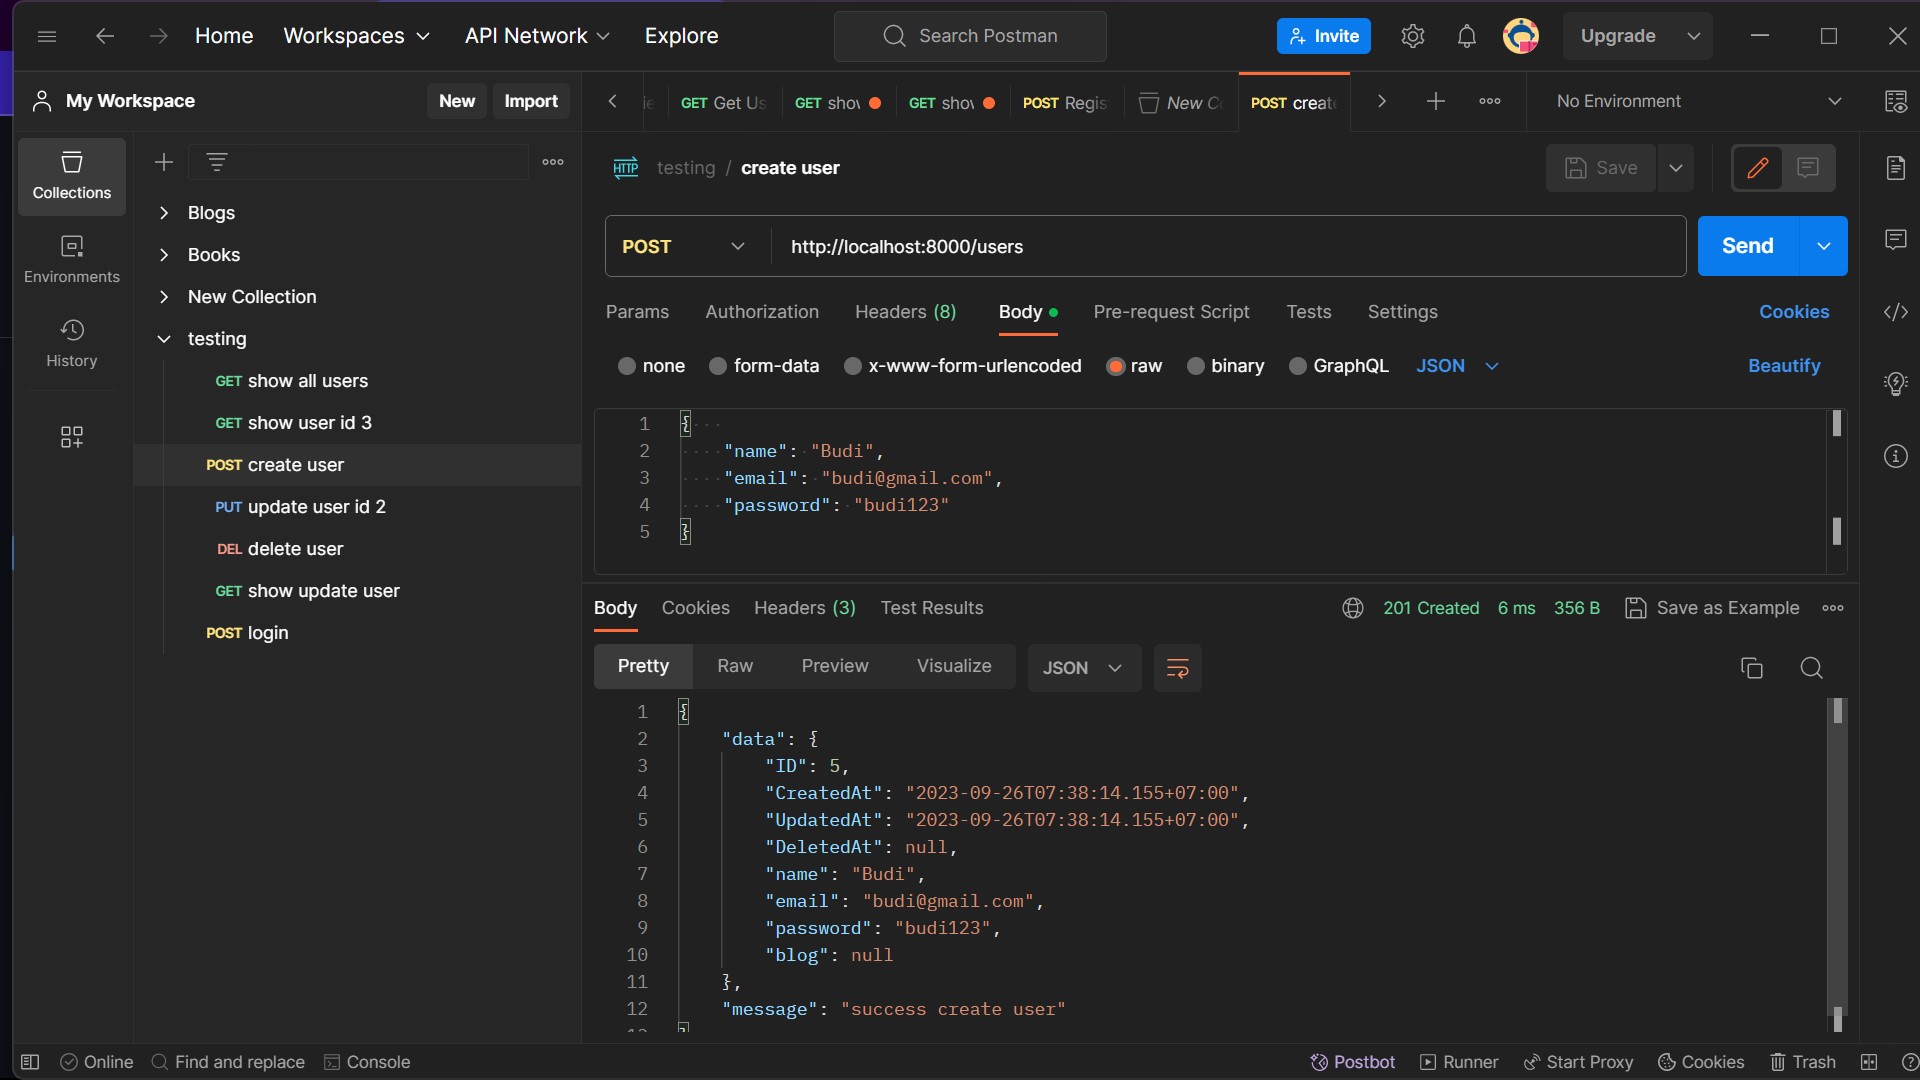 Home Workspaces API Network Explore Search Postman Invite Upgrade
My Workspace New Import
GET Get Us GET shov GET shov POST Regis New C POST create No Environment
Collections
Environments
History
Blogs
Books
New Collection
testing
GET show all users
GET show user id 3
POST create user
PUT update user id 2
DEL delete user
GET show update user
POST login
HTTP testing / create user Save
POST http://localhost:8000/users Send
Params Authorization Headers (8) Body Pre-request Script Tests Settings Cookies
none form-data x-www-form-urlencoded raw binary GraphQL JSON Beautify
1 {
2 "name": "Budi",
3 "email": "budi@gmail.com",
4 "password": "budi123"
5 }
Body Cookies Headers (3) Test Results 201 Created 6 ms 356 B Save as Example
Pretty Raw Preview Visualize JSON
1 {
2 "data": {
3 "ID": 5,
4 "CreatedAt": "2023-09-26T07:38:14.155+07:00",
5 "UpdatedAt": "2023-09-26T07:38:14.155+07:00",
6 "DeletedAt": null,
7 "name": "Budi",
8 "email": "budi@gmail.com",
9 "password": "budi123",
10 "blog": null
11 },
12 "message": "success create user"
Online Find and replace Console Postbot Runner Start Proxy Cookies Trash